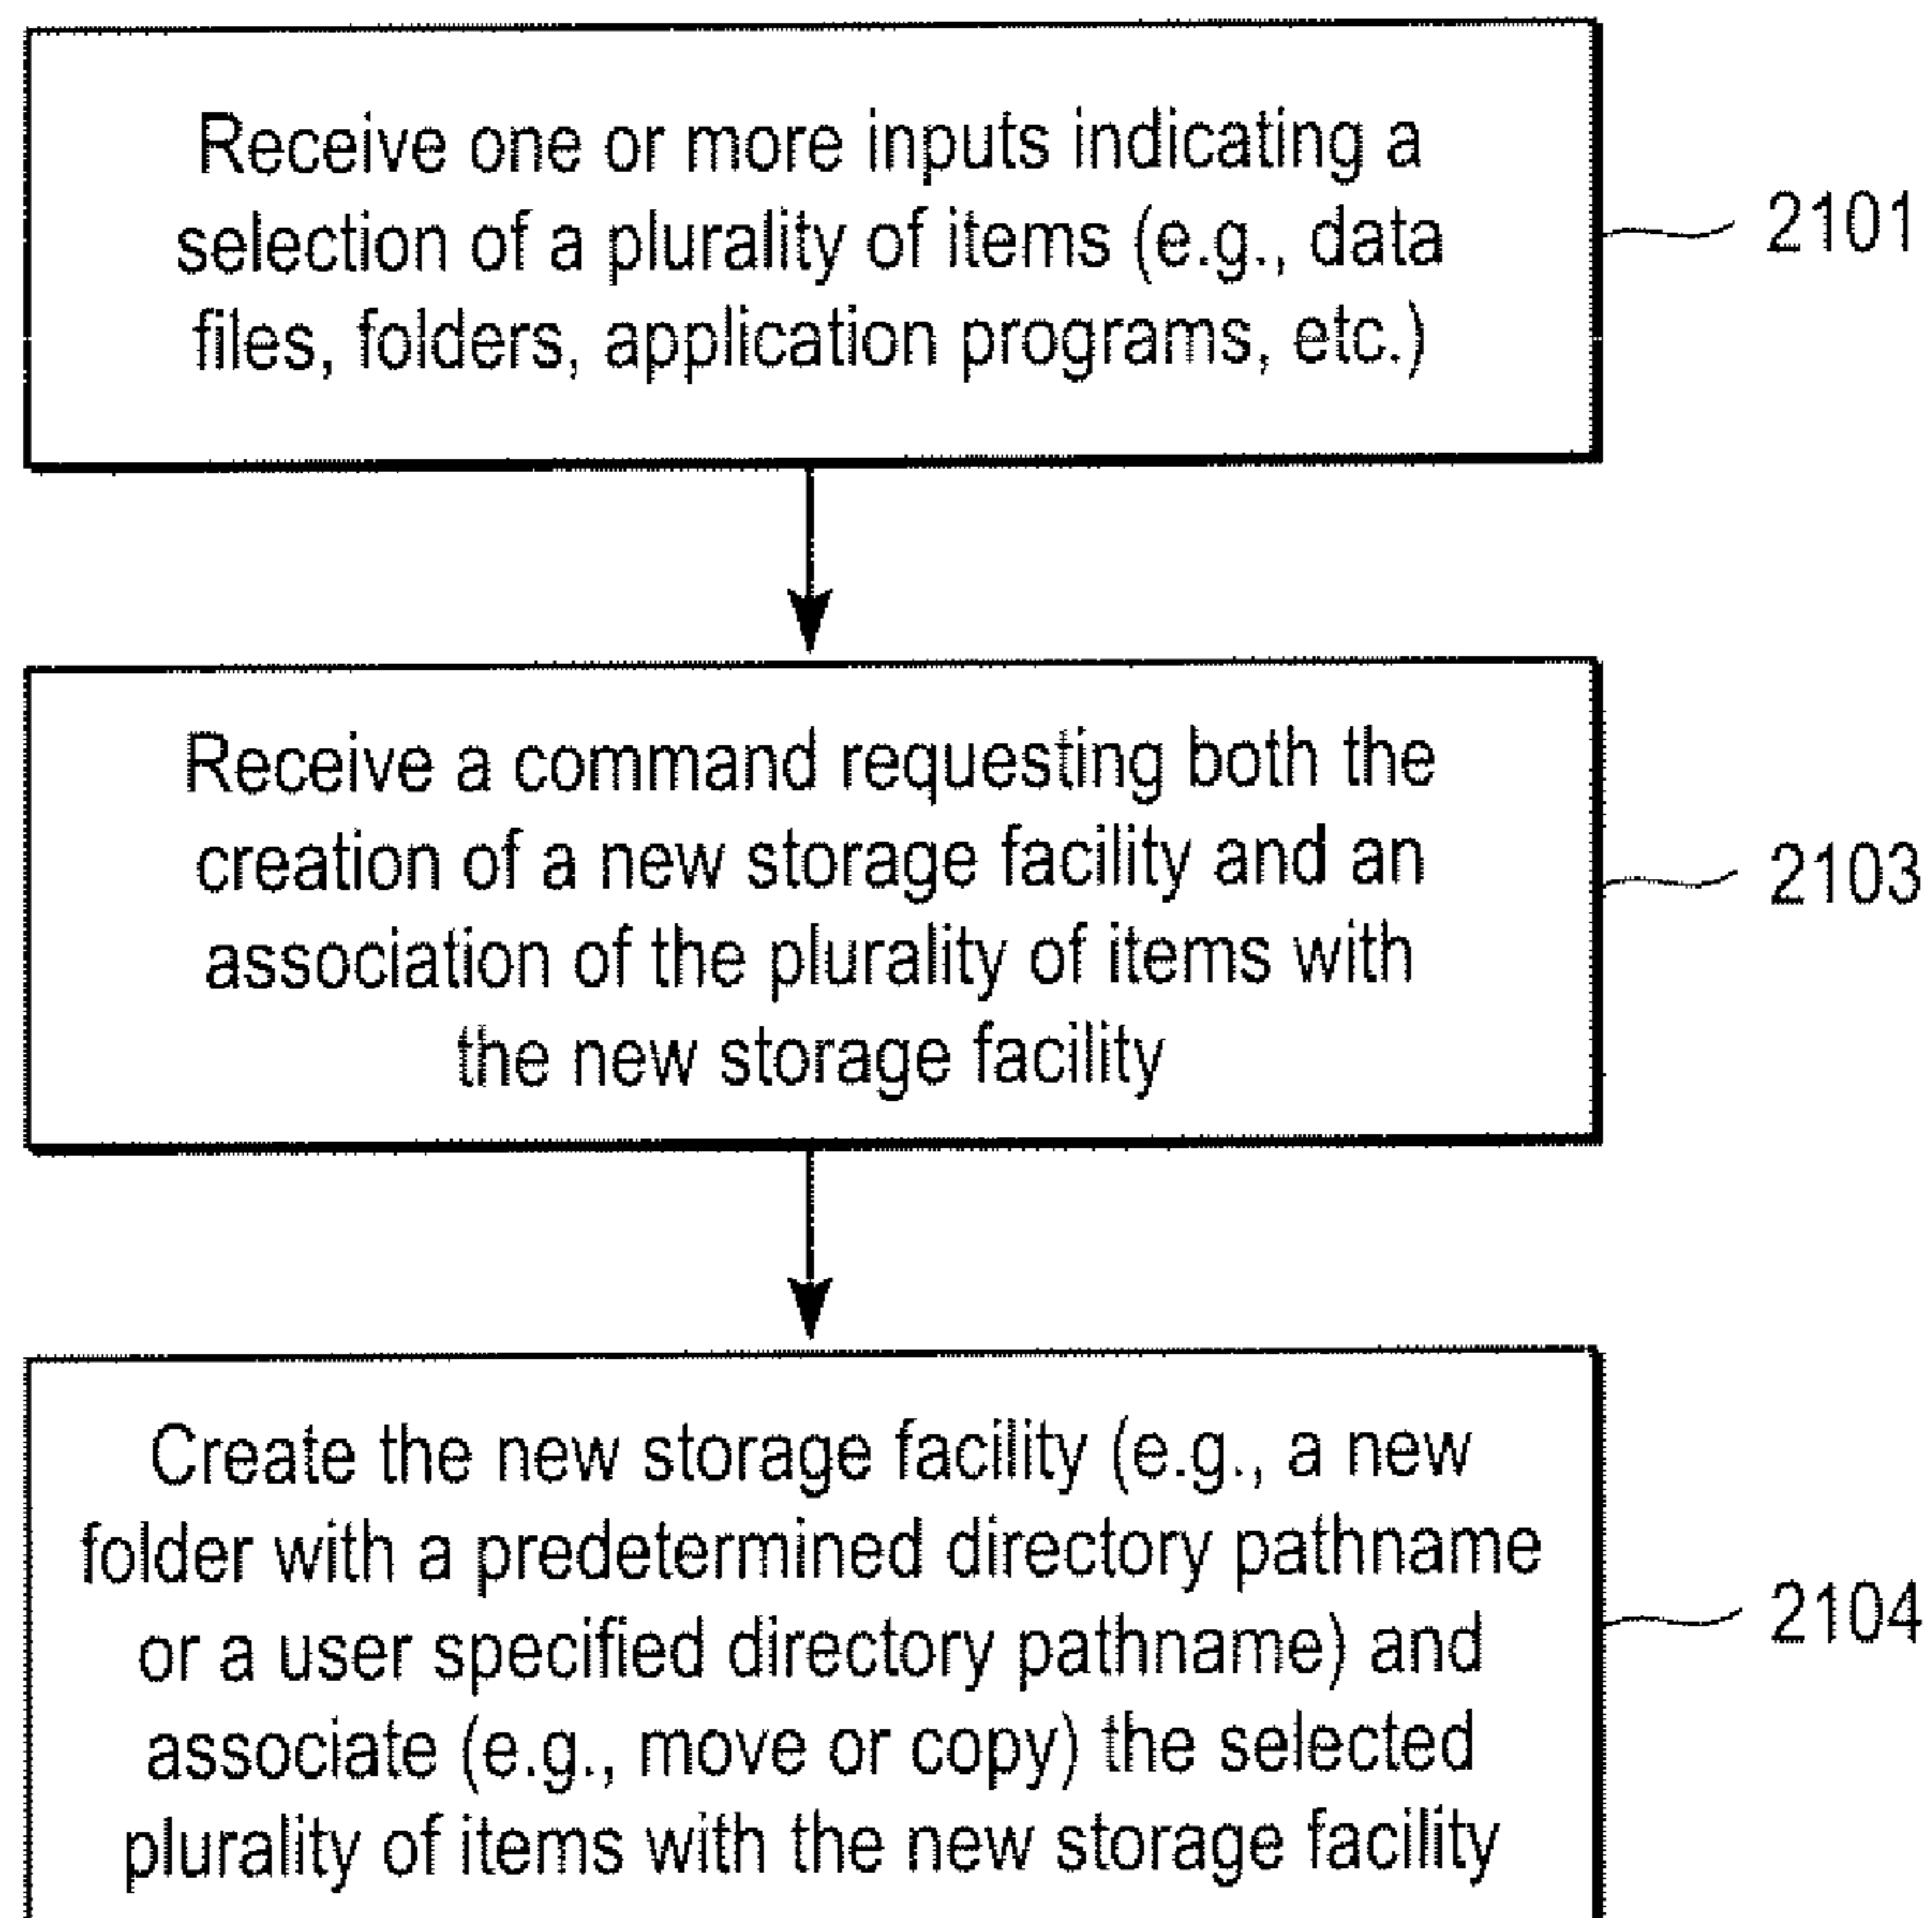 Receive one or more inputs indicating a
selection of a plurality of items (e.g., data
files, folders, application programs, etc.)
2101
Receive a command requesting both the
creation of a new storage facility and an
association of the plurality of items with
the new storage facility
2103
Create the new storage facility (e.g., a new
folder with a predetermined directory pathname
or a user specified directory pathname) and
associate (e.g., move or copy) the selected
plurality of items with the new storage facility
2104